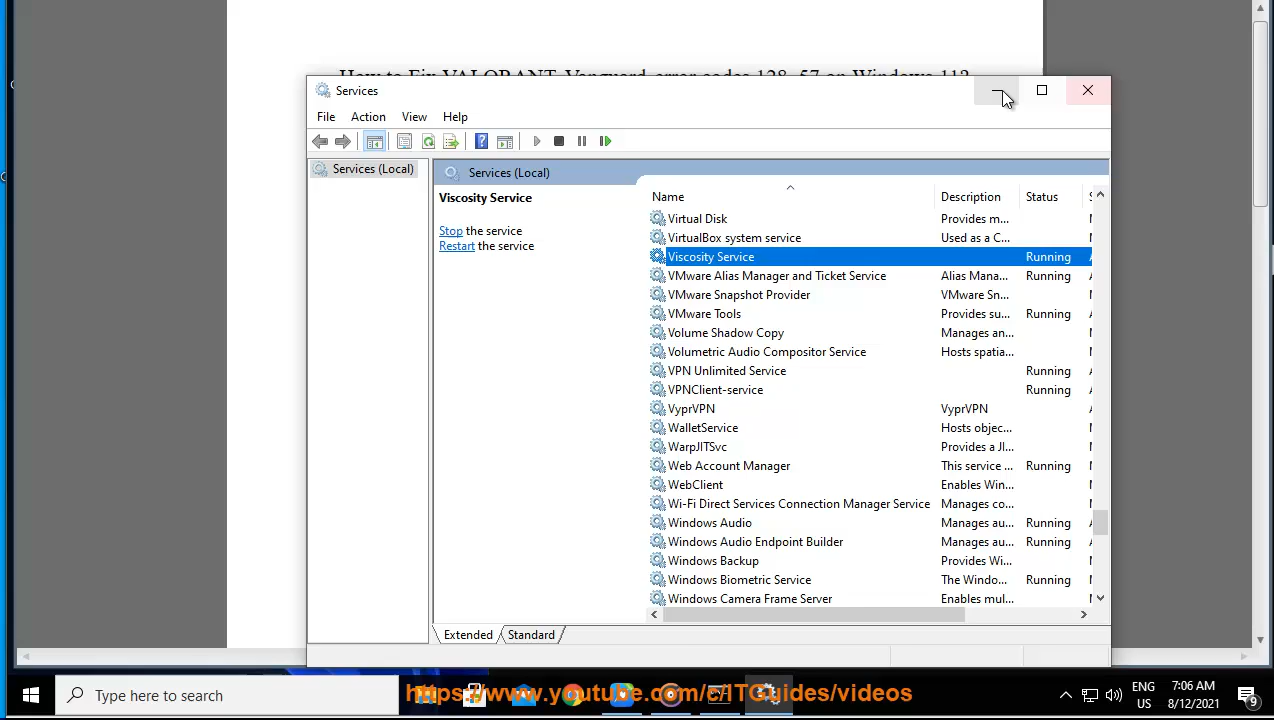 How to Fix VALORANT Vanguard error codes 128, 57 on Windows 11?
Services
File Action View Help
Services (Local)
Services (Local)
Viscosity Service
Stop the service
Restart the service
Name Description Status
Virtual Disk Provides m...
VirtualBox system service Used as a C...
Viscosity Service Running
VMware Alias Manager and Ticket Service Alias Mana... Running
VMware Snapshot Provider VMware Sn...
VMware Tools Provides su... Running
Volume Shadow Copy Manages an...
Volumetric Audio Compositor Service Hosts spatia...
VPN Unlimited Service Running
VPNClient-service Running
VyprVPN VyprVPN
WalletService Hosts objec...
WarpJITSvc Provides a JI...
Web Account Manager This service ... Running
WebClient Enables Win...
Wi-Fi Direct Services Connection Manager Service Manages co...
Windows Audio Manages au... Running
Windows Audio Endpoint Builder Manages au... Running
Windows Backup Provides Wi...
Windows Biometric Service The Windo... Running
Windows Camera Frame Server Enables mul...
Extended Standard
Type here to search
https://www.youtube.com/c/ITGuides/videos
ENG
US
7:06 AM
8/12/2021
9